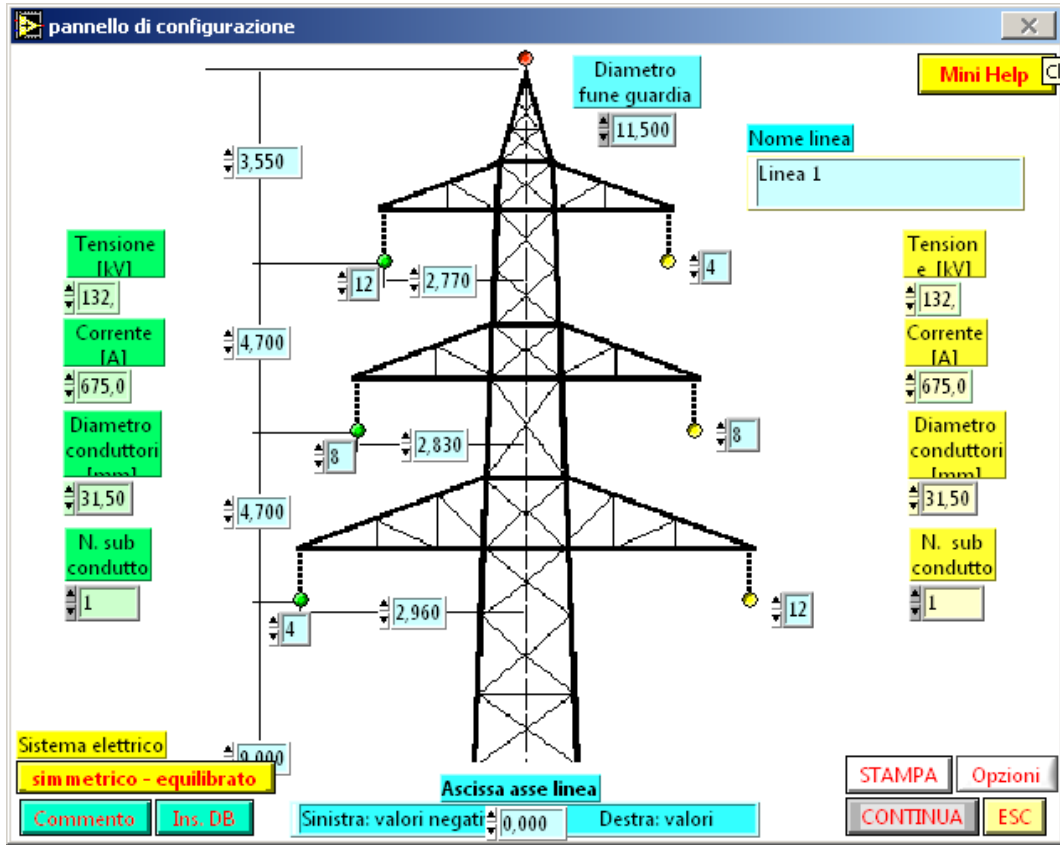 pannello di configurazione
Diametro
fune guardia
11,500
Mini Help
Nome linea
Linea 1
3,550
Tensione
[kV]
132,
12
2,770
4
Tension
e [kV]
132,
Corrente
[A]
675,0
4,700
Corrente
[A]
675,0
Diametro
conduttori
[mm]
31,50
8
2,830
8
Diametro
conduttori
[mm]
31,50
4,700
N. sub
condutto
1
4
2,960
12
N. sub
condutto
1
Sistema elettrico
simmetrico - equilibrato
9,000
Ascissa asse linea
Sinistra: valori negati
0,000
Destra: valori
STAMPA
Opzioni
Commento
Ins. DB
CONTINUA
ESC